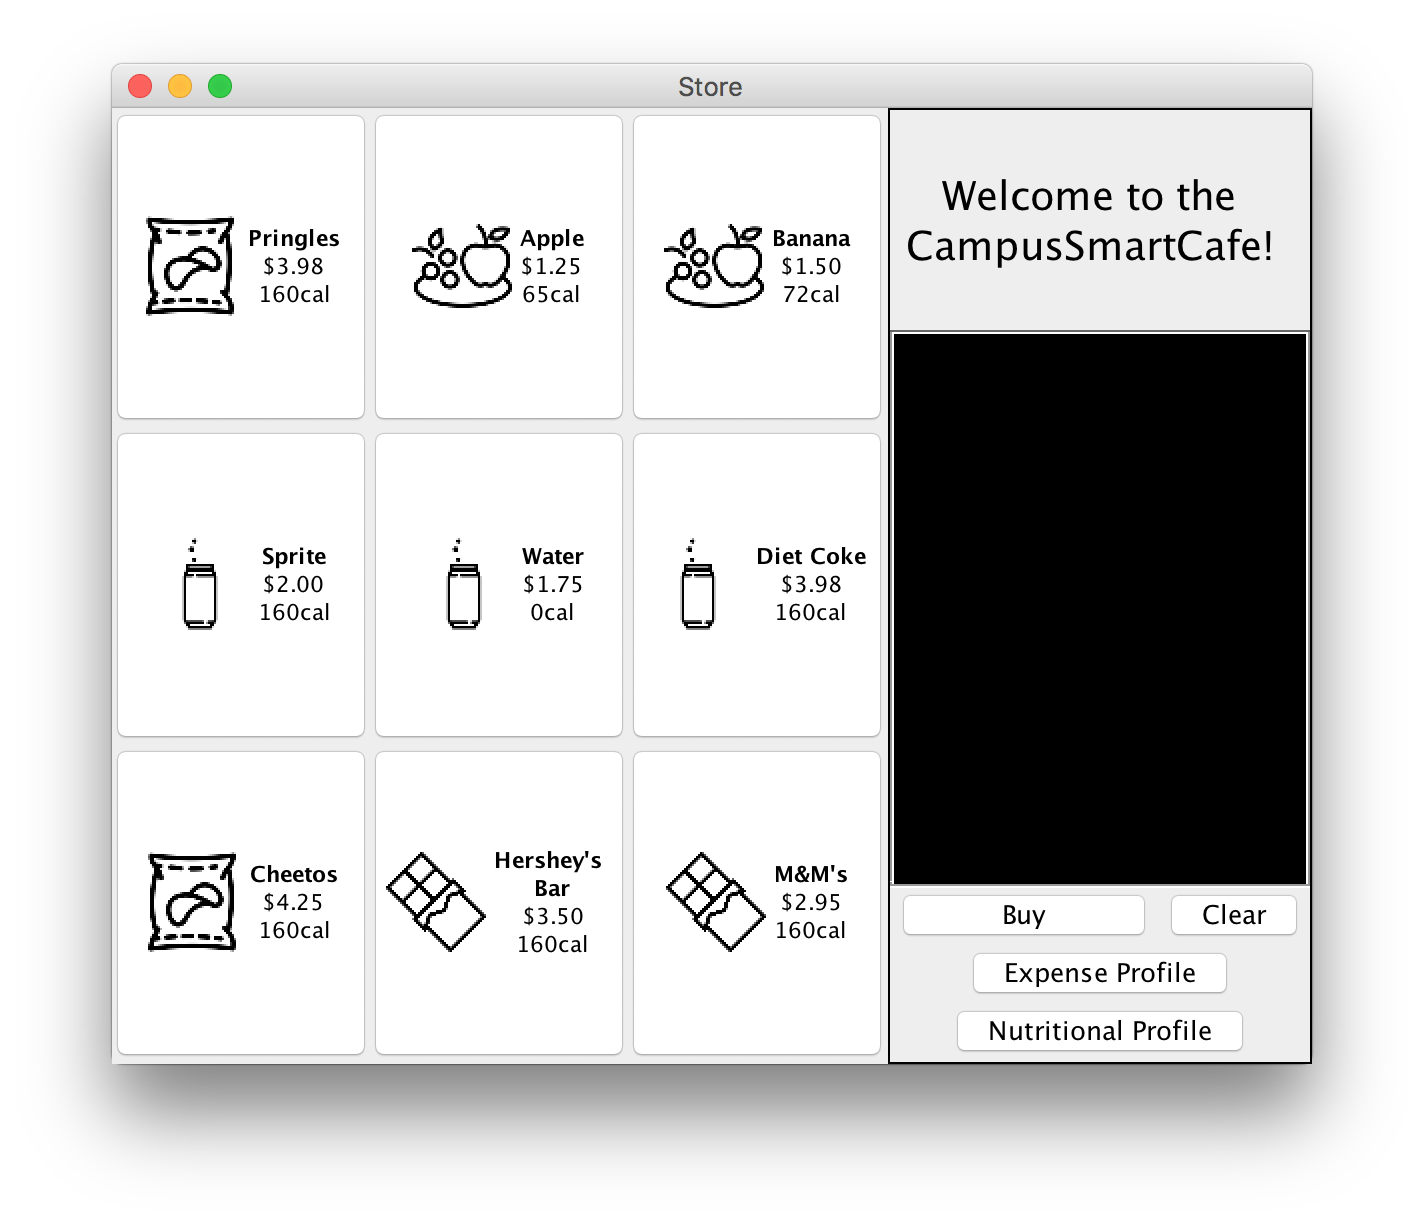 Store
Pringles
$3.98
160cal
Apple
$1.25
65cal
Banana
$1.50
72cal
Sprite
$2.00
160cal
Water
$1.75
0cal
Diet Coke
$3.98
160cal
Cheetos
$4.25
160cal
Hershey's
Bar
$3.50
160cal
M&M's
$2.95
160cal
Welcome to the
CampusSmartCafe!
Buy
Clear
Expense Profile
Nutritional Profile